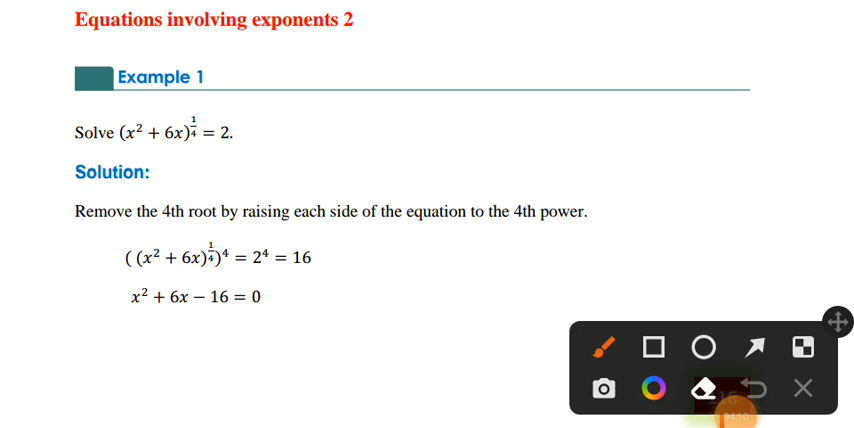 Equations involving exponents 2
Example 1
Solve (x² + 6x)^(1/4) = 2.
Solution:
Remove the 4th root by raising each side of the equation to the 4th power.
( (x² + 6x)^(1/4))⁴ = 2⁴ = 16
x² + 6x − 16 = 0
04:10